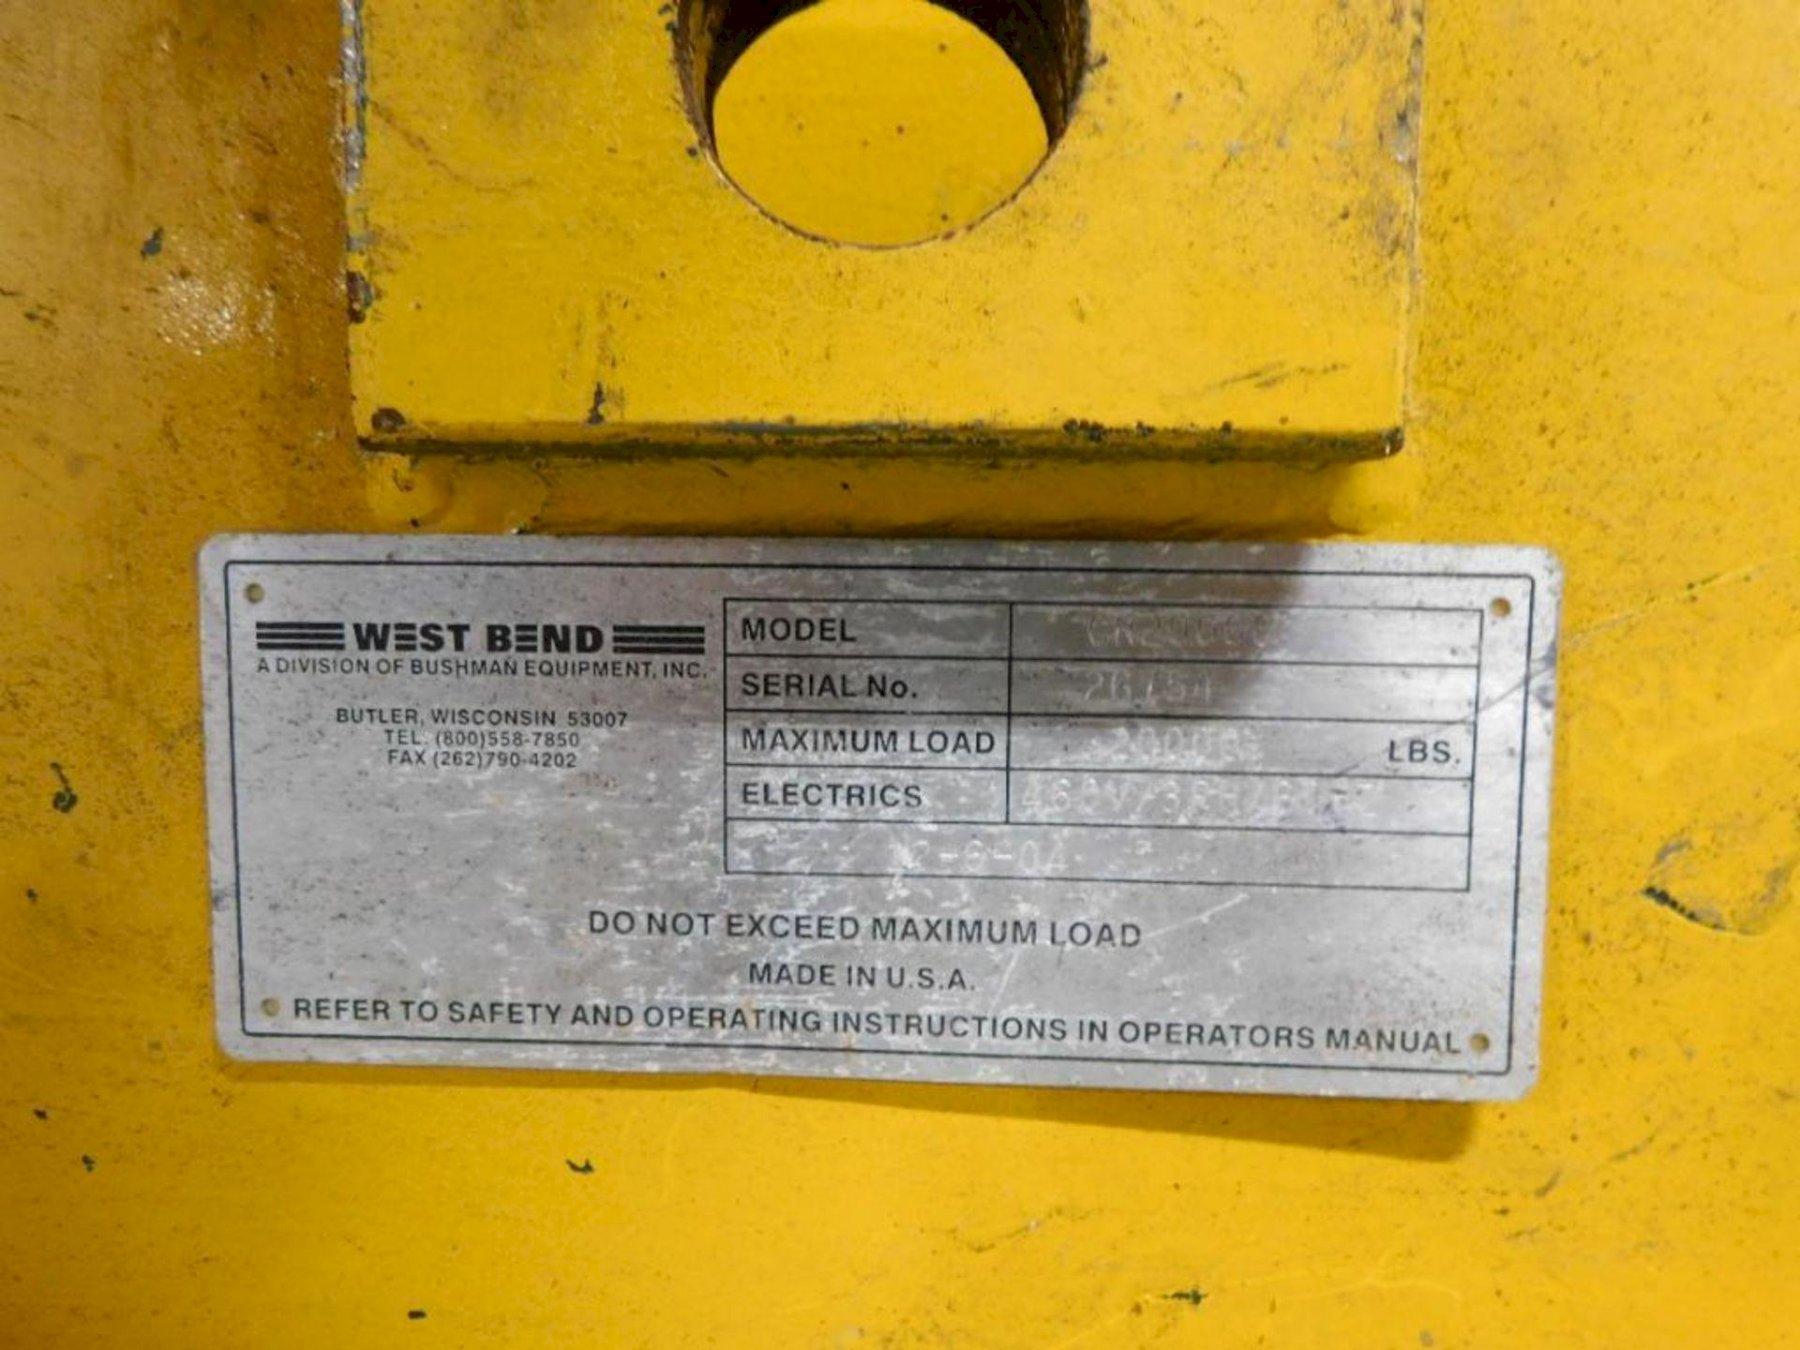 WEST BEND
A DIVISION OF BUSHMAN EQUIPMENT, INC.
BUTLER, WISCONSIN 53007
TEL. (800)558-7850
FAX (262)790-4202
MODEL
SERIAL No.
MAXIMUM LOAD LBS.
ELECTRICS
DO NOT EXCEED MAXIMUM LOAD
MADE IN U.S.A.
REFER TO SAFETY AND OPERATING INSTRUCTIONS IN OPERATORS MANUAL